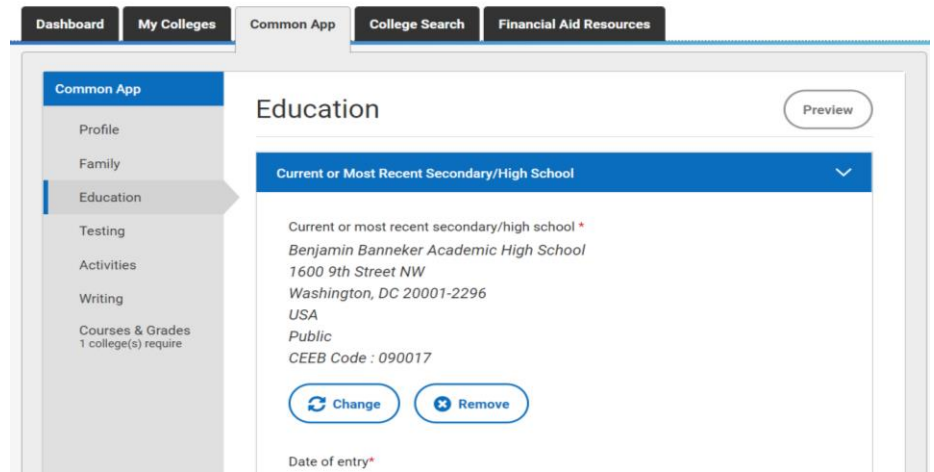 Dashboard
My Colleges
Common App
College Search
Financial Aid Resources
Common App
Profile
Family
Education
Testing
Activities
Writing
Courses & Grades
1 college(s) require
Education
Preview
Current or Most Recent Secondary/High School
Current or most recent secondary/high school *
Benjamin Banneker Academic High School
1600 9th Street NW
Washington, DC 20001-2296
USA
Public
CEEB Code : 090017
Change
Remove
Date of entry*